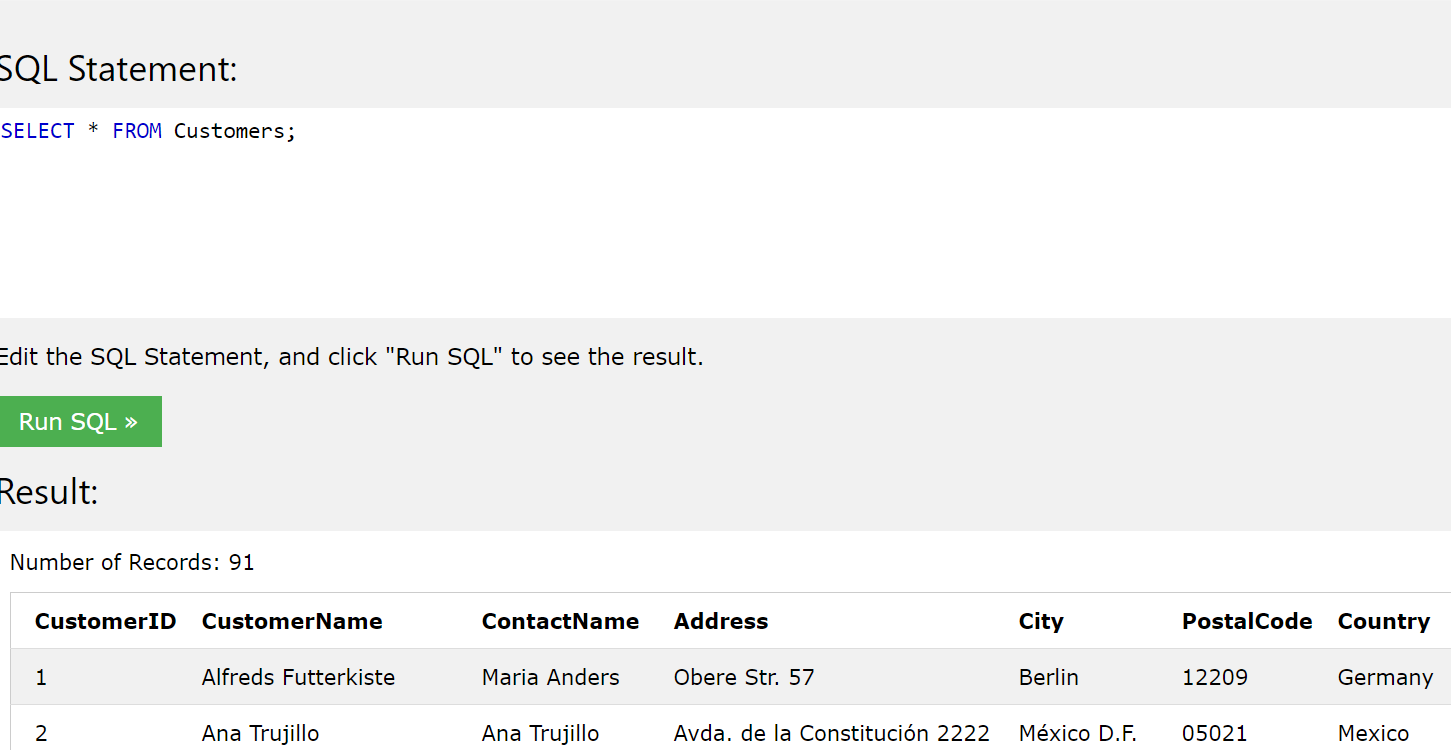 SQL Statement:
SELECT * FROM Customers;
Edit the SQL Statement, and click "Run SQL" to see the result.
Run SQL »
Result:
Number of Records: 91
CustomerID CustomerName ContactName Address City PostalCode Country
1 Alfreds Futterkiste Maria Anders Obere Str. 57 Berlin 12209 Germany
2 Ana Trujillo Ana Trujillo Avda. de la Constitución 2222 México D.F. 05021 Mexico